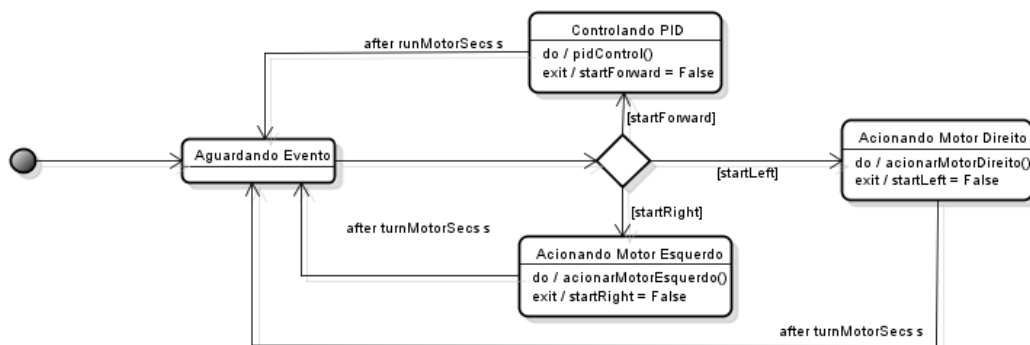 Controlando PID
after runMotorSecs s
do / pidControl()
exit / startForward = False
[startForward]
Aguardando Evento
Acionando Motor Direito
do / acionarMotorDireito()
exit / startLeft = False
[startLeft]
[startRight]
after turnMotorSecs s
Acionando Motor Esquerdo
do / acionarMotorEsquerdo()
exit / startRight = False
after turnMotorSecs s